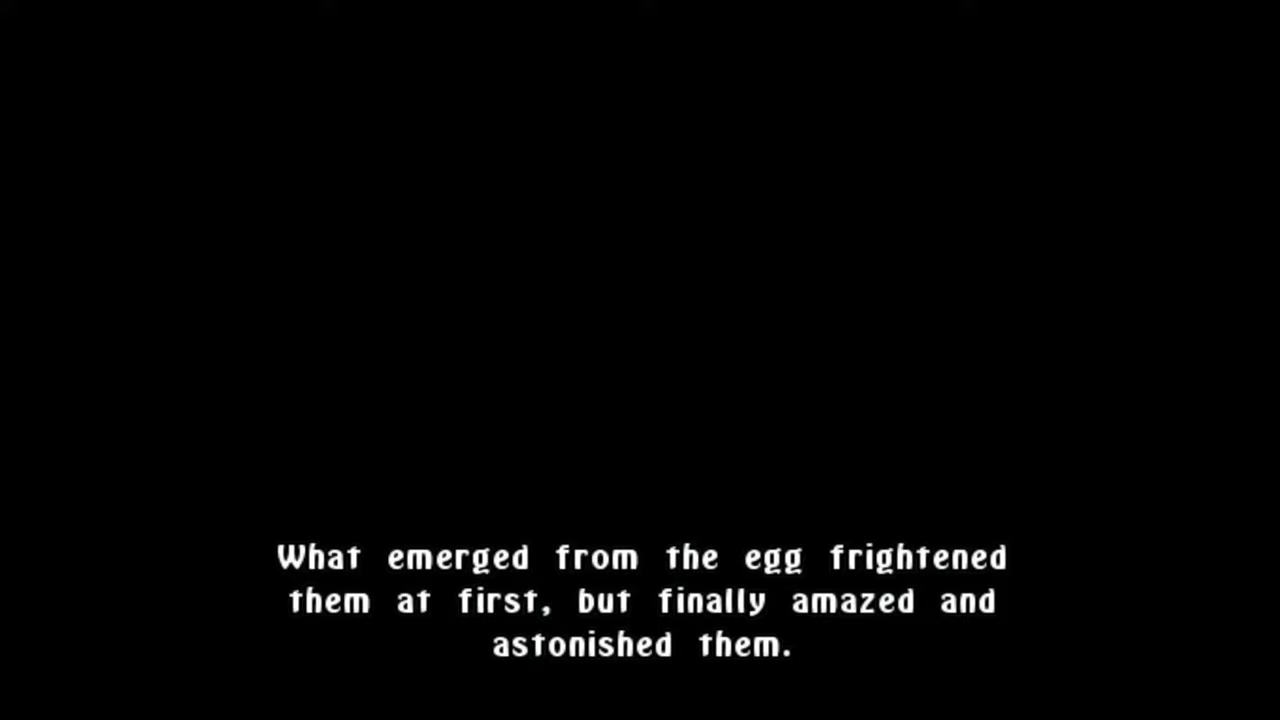 What emerged from the egg frightened
them at first, but finally amazed and
astonished them.